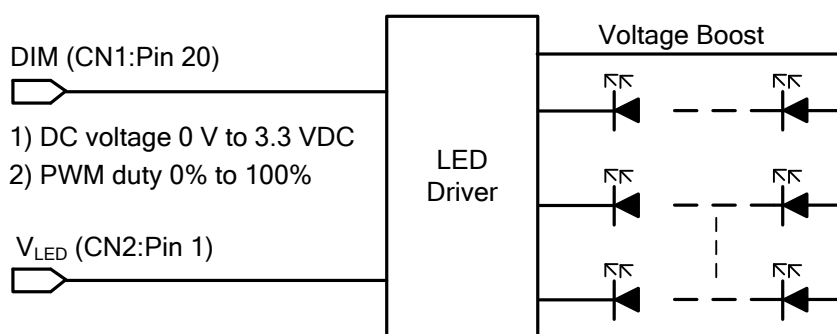 DIM (CN1:Pin 20)
1) DC voltage 0 V to 3.3 VDC
2) PWM duty 0% to 100%
VLED (CN2:Pin 1)
LED
Driver
Voltage Boost